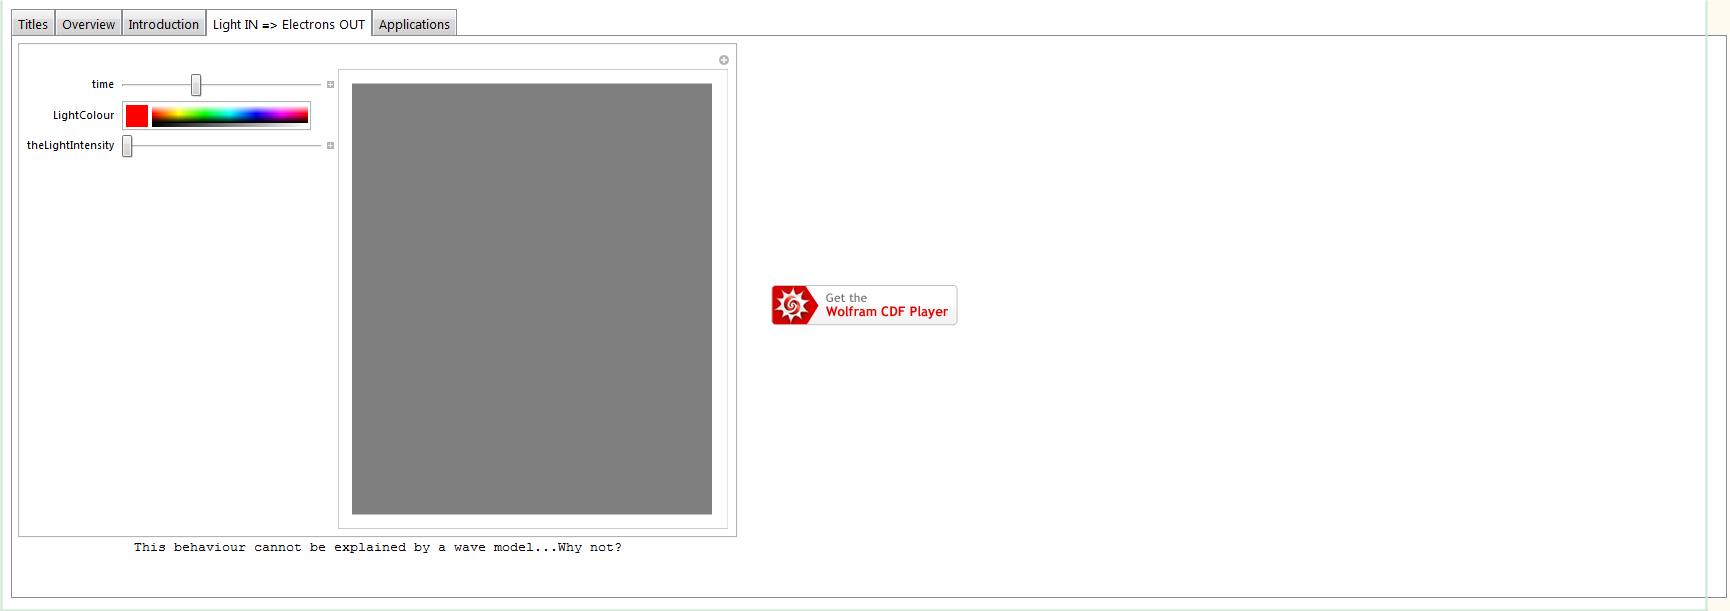 Titles Overview Introduction Light IN => Electrons OUT Applications
time
LightColour
theLightIntensity
Get the
Wolfram CDF Player
This behaviour cannot be explained by a wave model...Why not?